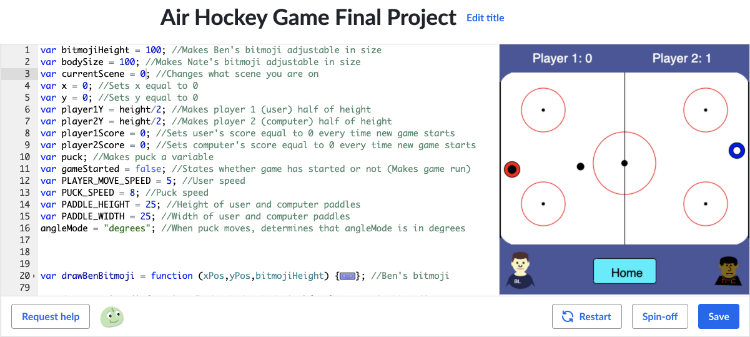 Air Hockey Game Final Project Edit title
1 var bitmojiHeight = 100; //Makes Ben's bitmoji adjustable in size
2 var bodySize = 100; //Makes Nate's bitmoji adjustable in size
3 var currentScene = 0; //Changes what scene you are on
4 var x = 0; //Sets x equal to 0
5 var y = 0; //Sets y equal to 0
6 var player1Y = height/2; //Makes player 1 (user) half of height
7 var player2Y = height/2; //Makes player 2 (computer) half of height
8 var player1Score = 0; //Sets user's score equal to 0 every time new game starts
9 var player2Score = 0; //Sets computer's score equal to 0 every time new game starts
10 var puck; //Makes puck a variable
11 var gameStarted = false; //States whether game has started or not (Makes game run)
12 var PLAYER_MOVE_SPEED = 5; //User speed
13 var PUCK_SPEED = 8; //Puck speed
14 var PADDLE_HEIGHT = 25; //Height of user and computer paddles
15 var PADDLE_WIDTH = 25; //Width of user and computer paddles
16 angleMode = "degrees"; //When puck moves, determines that angleMode is in degrees
17
18
19
20 var drawBenBitmoji = function (xPos,yPos,bitmojiHeight) {}; //Ben's bitmoji
79
Player 1: 0 Player 2: 1
Home
Request help Restart Spin-off Save